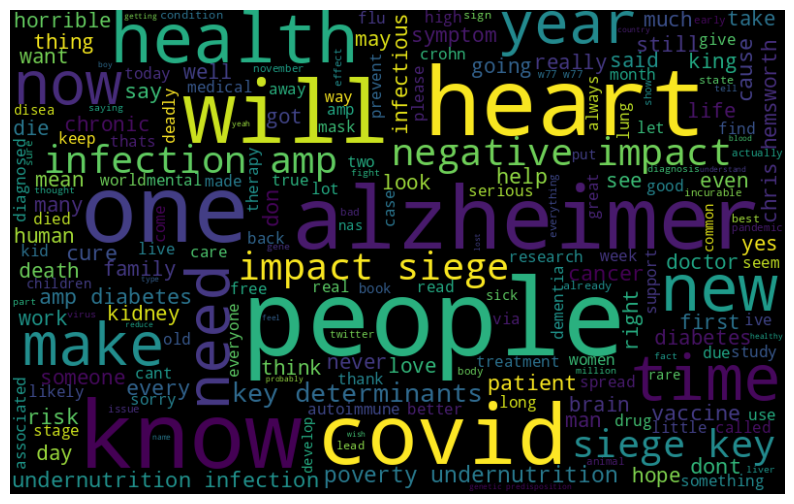 getting condition flu high sign much take early
horrible health year
thing may symptom still give country
want boy november effect prevent infectious really said king cause
now today well please going month state
disea say medical away way will heart always w77 w77 tell
saying yeah deadly amp mask got lung let show life chris hemsworth
die chronic thats
keep infection amp negative impact find blood
diagnosed sure mean worldmental made therapy true two fight help put diagnosis actually understand
thought look serious great see good even
many died one come don lot case alzheimer everything incurable
human bad nas common best pandemic yes
kid live back gene research week seem
death cure care lost cancer support doctor
part children family need impact siege dementia new
virus type free real book read sick already
amp diabetes feel people via right first ive
work kidney everyone twitter diabetes
make old reduce think never love treatment women fact due study
someone cant probably thank body million spread rare healthy
every patient time
associated likely sorry key determinants brain vaccine
risk issue autoimmune better man drug use
stage know develop long covid little called
day name wish lead animal siege key
hope dont liver
undernutrition infection poverty undernutrition something
genetic predisposition